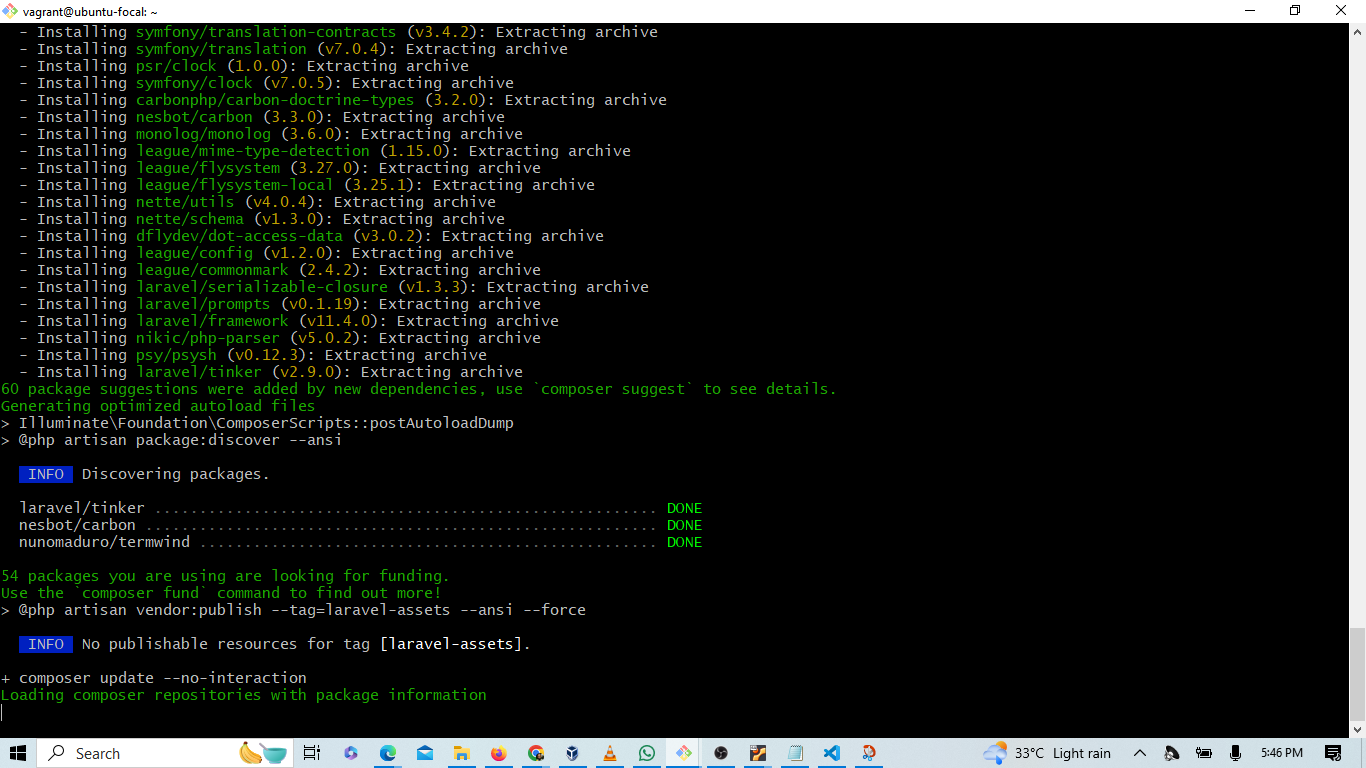 vagrant@ubuntu-focal: ~
- Installing symfony/translation-contracts (v3.4.2): Extracting archive
- Installing symfony/translation (v7.0.4): Extracting archive
- Installing psr/clock (1.0.0): Extracting archive
- Installing symfony/clock (v7.0.5): Extracting archive
- Installing carbonphp/carbon-doctrine-types (3.2.0): Extracting archive
- Installing nesbot/carbon (3.3.0): Extracting archive
- Installing monolog/monolog (3.6.0): Extracting archive
- Installing league/mime-type-detection (1.15.0): Extracting archive
- Installing league/flysystem (3.27.0): Extracting archive
- Installing league/flysystem-local (3.25.1): Extracting archive
- Installing nette/utils (v4.0.4): Extracting archive
- Installing nette/schema (v1.3.0): Extracting archive
- Installing dflydev/dot-access-data (v3.0.2): Extracting archive
- Installing league/config (v1.2.0): Extracting archive
- Installing league/commonmark (2.4.2): Extracting archive
- Installing laravel/serializable-closure (v1.3.3): Extracting archive
- Installing laravel/prompts (v0.1.19): Extracting archive
- Installing laravel/framework (v11.4.0): Extracting archive
- Installing nikic/php-parser (v5.0.2): Extracting archive
- Installing psy/psysh (v0.12.3): Extracting archive
- Installing laravel/tinker (v2.9.0): Extracting archive
60 package suggestions were added by new dependencies, use `composer suggest` to see details.
Generating optimized autoload files
> Illuminate\Foundation\ComposerScripts::postAutoloadDump
> @php artisan package:discover --ansi
INFO Discovering packages.
laravel/tinker ........................................................ DONE
nesbot/carbon ......................................................... DONE
nunomaduro/termwind ................................................... DONE
54 packages you are using are looking for funding.
Use the `composer fund` command to find out more!
> @php artisan vendor:publish --tag=laravel-assets --ansi --force
INFO No publishable resources for tag [laravel-assets].
+ composer update --no-interaction
Loading composer repositories with package information
Search
33°C Light rain
5:46 PM